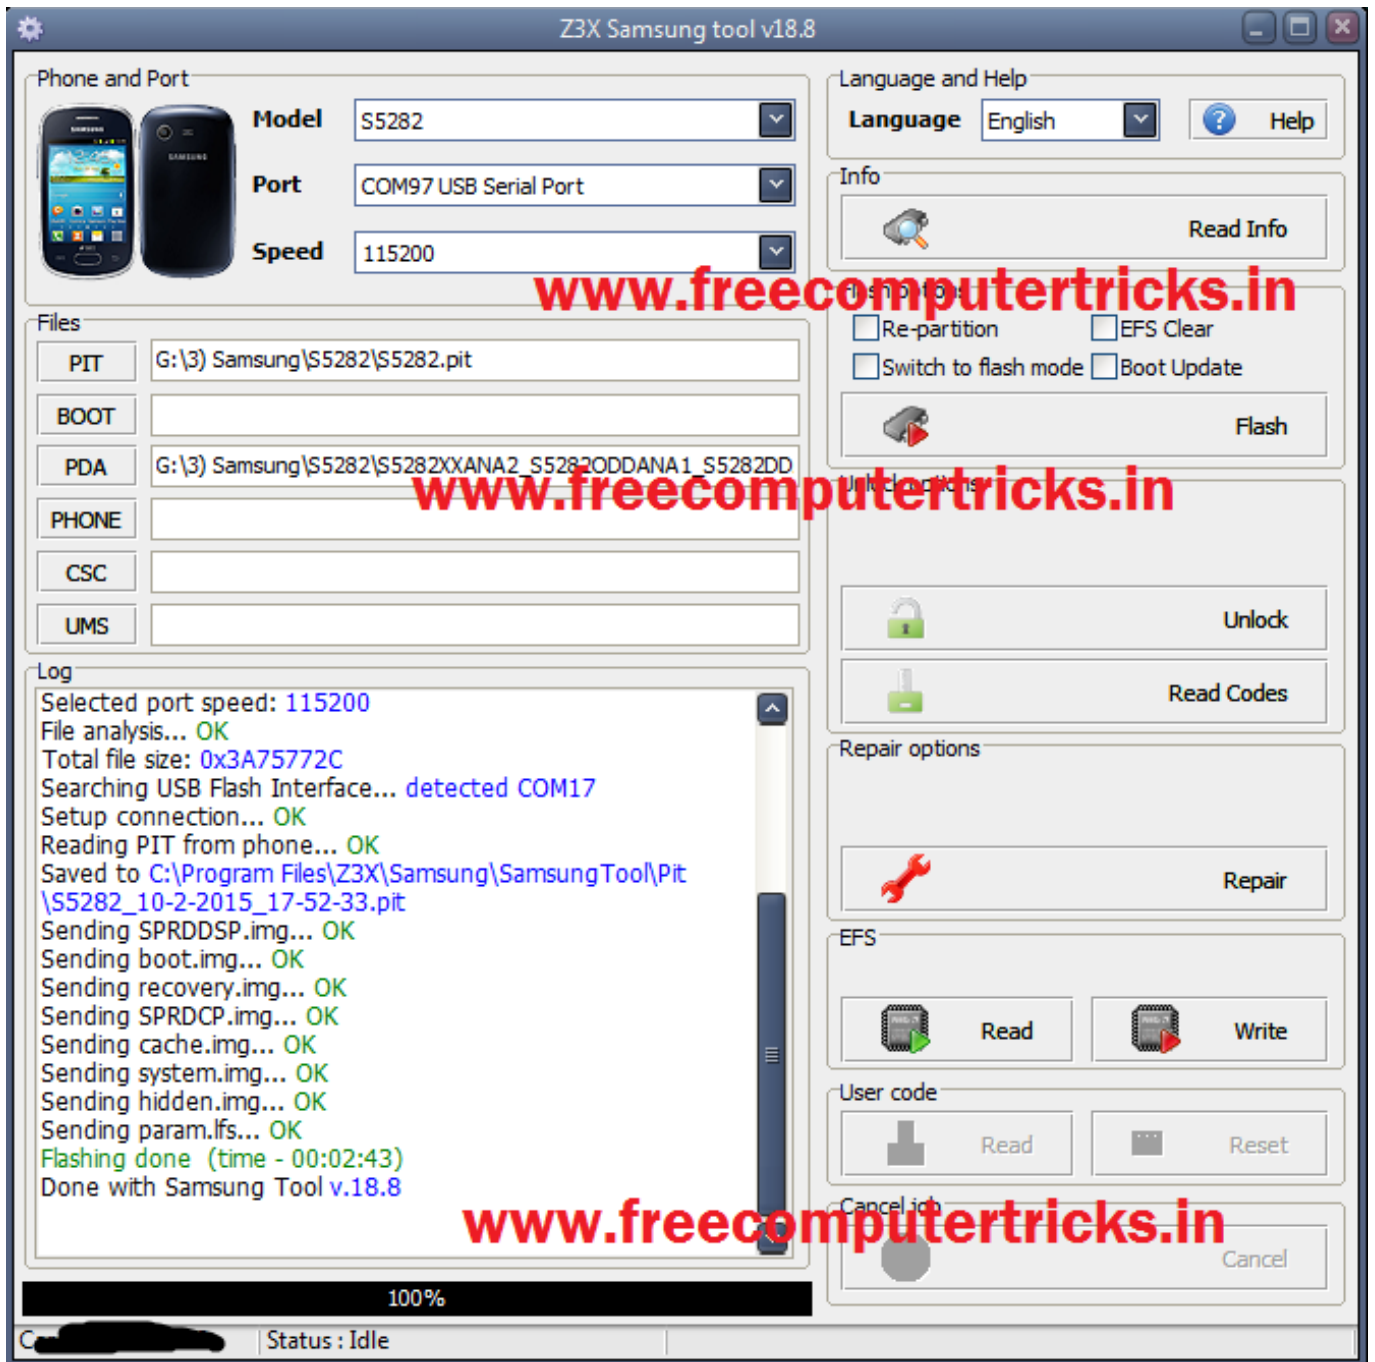 Z3X Samsung tool v18.8
Phone and Port
SAMSUNG
Model S5282
Port COM97 USB Serial Port
Speed 115200
Language and Help
Language English Help
Info
Read Info
www.freecomputertricks.in
Flash options
Re-partition EFS Clear
Switch to flash mode Boot Update
Flash
Files
PIT G:\3) Samsung\S5282\S5282.pit
BOOT
PDA G:\3) Samsung\S5282\S5282XXANA2_S5282ODDANA1_S5282DD
PHONE
CSC
UMS
www.freecomputertricks.in
Unlock options
Unlock
Read Codes
Log
Selected port speed: 115200
File analysis... OK
Total file size: 0x3A75772C
Searching USB Flash Interface... detected COM17
Setup connection... OK
Reading PIT from phone... OK
Saved to C:\Program Files\Z3X\Samsung\SamsungTool\Pit
\S5282_10-2-2015_17-52-33.pit
Sending SPRDDSP.img... OK
Sending boot.img... OK
Sending recovery.img... OK
Sending SPRDCP.img... OK
Sending cache.img... OK
Sending system.img... OK
Sending hidden.img... OK
Sending param.lfs... OK
Flashing done (time - 00:02:43)
Done with Samsung Tool v.18.8
Repair options
Repair
EFS
Read Write
User code
Read Reset
www.freecomputertricks.in
Cancel job
Cancel
100%
Status : Idle